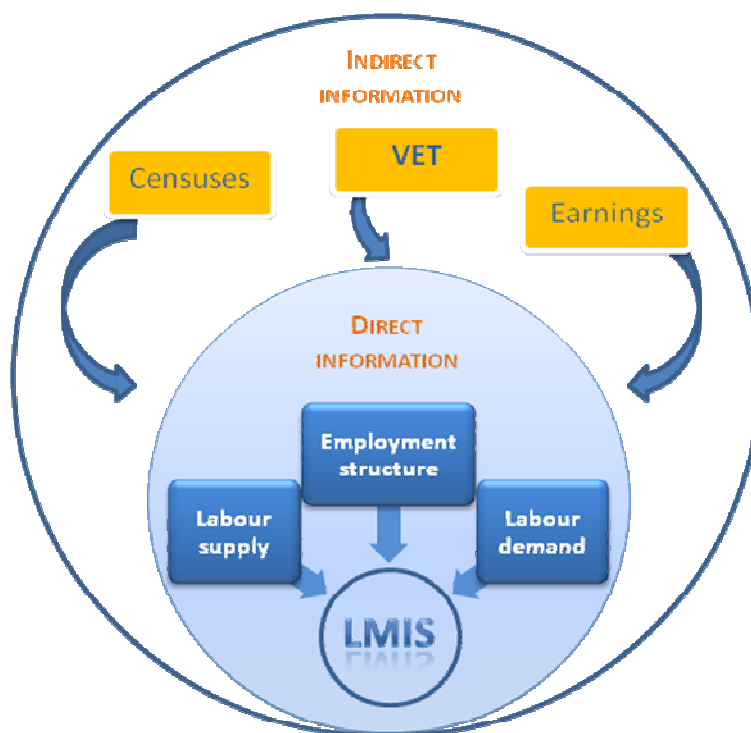 INDIRECT
INFORMATION
Censuses
VET
Earnings
DIRECT
INFORMATION
Employment
structure
Labour
supply
Labour
demand
LMIS